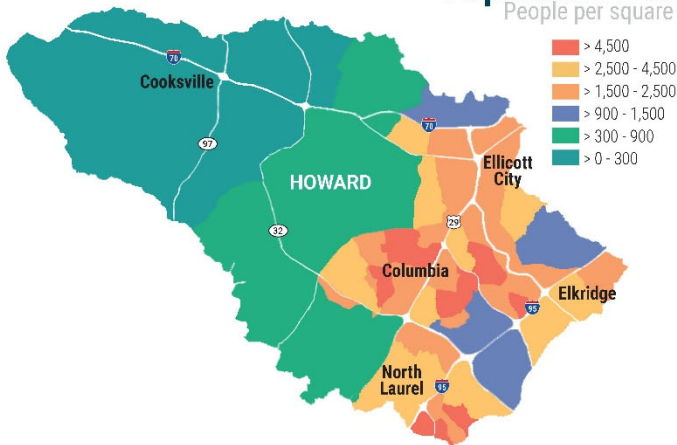 People per square
> 4,500
> 2,500 - 4,500
> 1,500 - 2,500
> 900 - 1,500
> 300 - 900
> 0 - 300
70
Cooksville
97
70
Ellicott
City
HOWARD
32
29
Columbia
Elkridge
95
North
Laurel
95